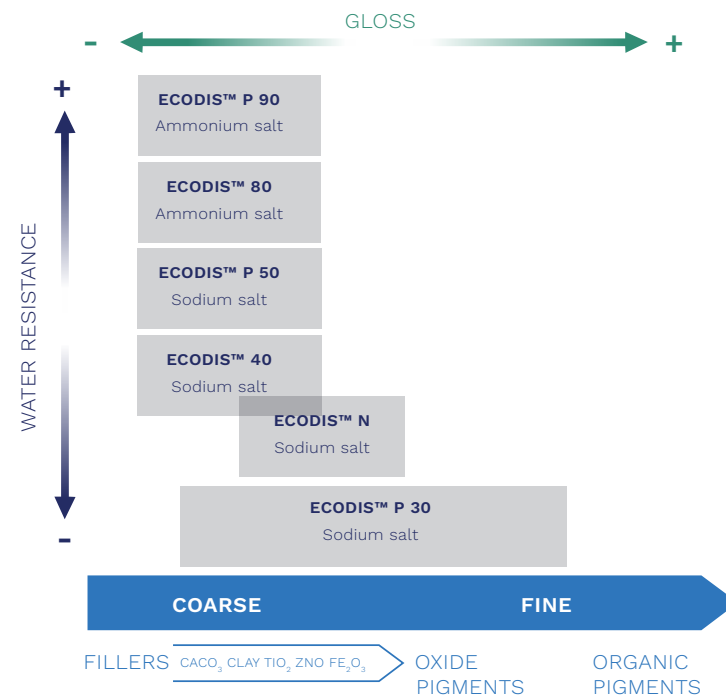 GLOSS
- +
+
ECODIS™ P 90
Ammonium salt
ECODIS™ 80
Ammonium salt
WATER RESISTANCE
ECODIS™ P 50
Sodium salt
ECODIS™ 40
Sodium salt
ECODIS™ N
Sodium salt
ECODIS™ P 30
Sodium salt
-
COARSE FINE
FILLERS CACO₃ CLAY TIO₂ ZNO FE₂O₃ OXIDE PIGMENTS ORGANIC PIGMENTS